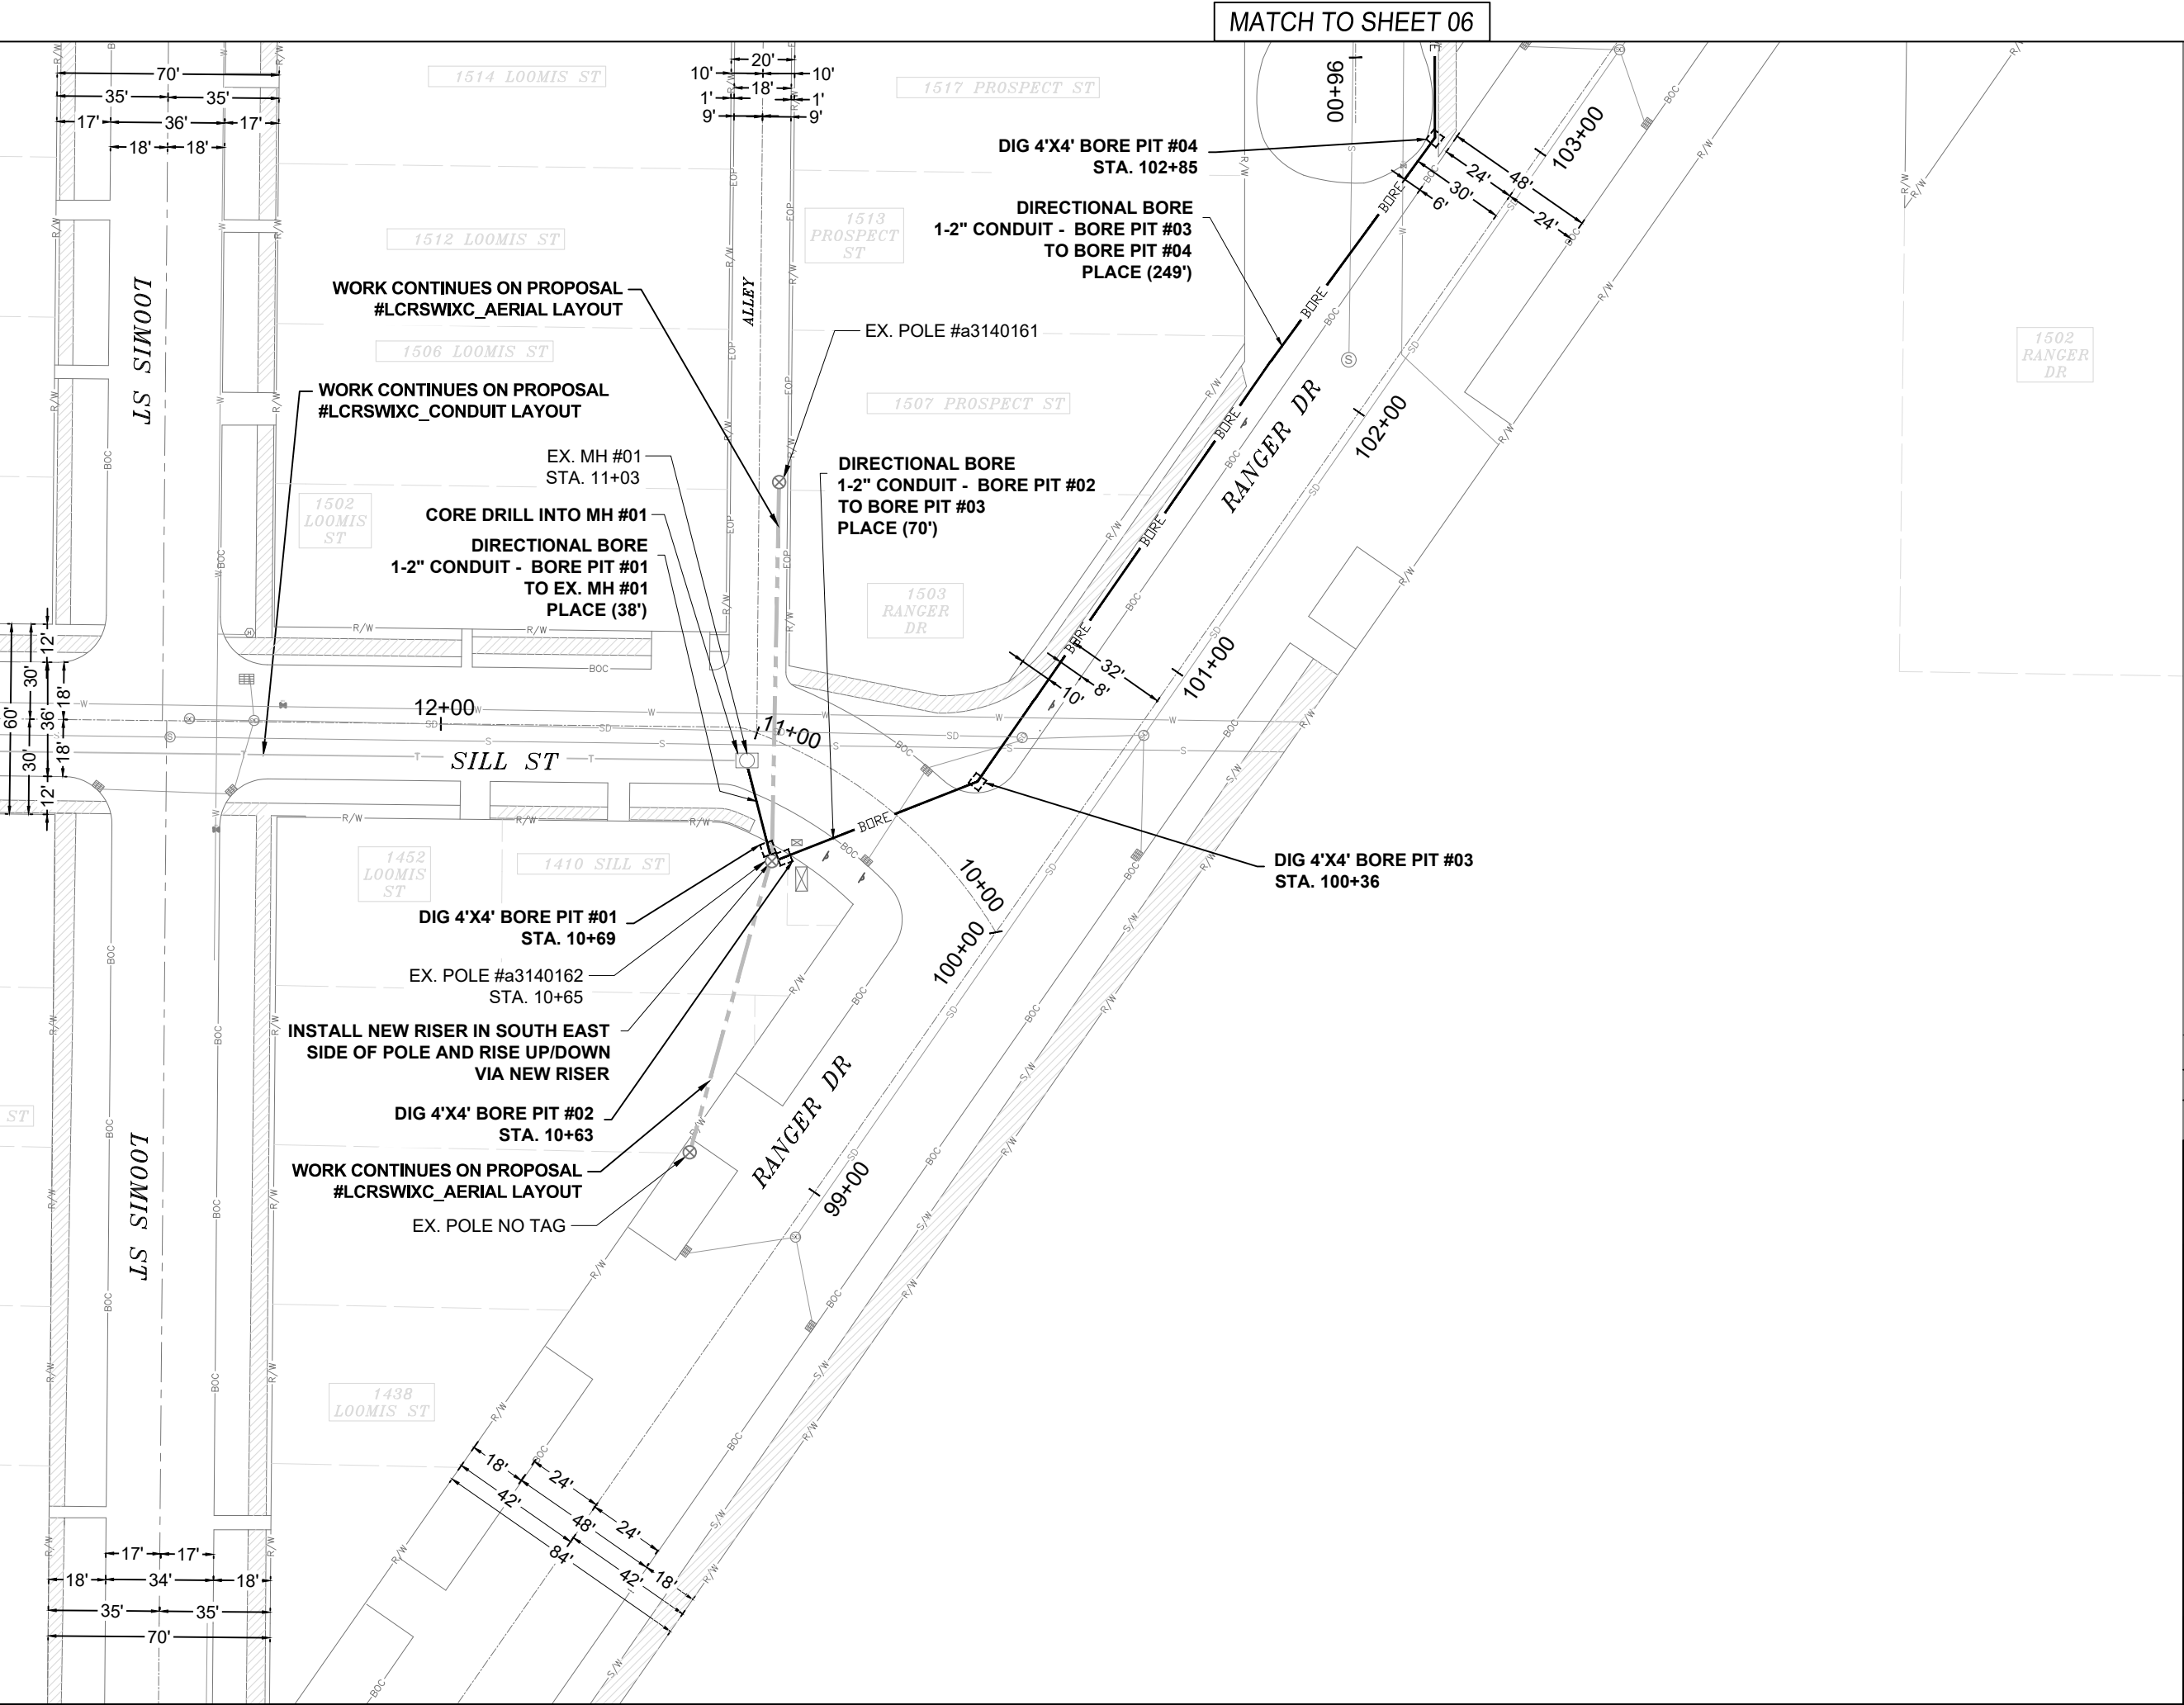 MATCH TO SHEET 06
70'
35' 35'
17' 36' 17'
18' 18'
1514 LOOMIS ST
20'
10' 10'
18'
1' 1'
9' 9'
1517 PROSPECT ST
96+00
DIG 4'X4' BORE PIT #04
STA. 102+85
103+00
24' 48'
30'
6' 24'
DIRECTIONAL BORE
1-2" CONDUIT - BORE PIT #03
TO BORE PIT #04
PLACE (249')
1513
PROSPECT
ST
1512 LOOMIS ST
LOOMIS ST
WORK CONTINUES ON PROPOSAL
#LCRSWIXC_AERIAL LAYOUT
ALLEY
EX. POLE #a3140161
1506 LOOMIS ST
1502
RANGER
DR
WORK CONTINUES ON PROPOSAL
#LCRSWIXC_CONDUIT LAYOUT
1507 PROSPECT ST
RANGER DR
102+00
EX. MH #01
STA. 11+03
DIRECTIONAL BORE
1-2" CONDUIT - BORE PIT #02
TO BORE PIT #03
PLACE (70')
1502
LOOMIS
ST
CORE DRILL INTO MH #01
DIRECTIONAL BORE
1-2" CONDUIT - BORE PIT #01
TO EX. MH #01
PLACE (38')
1503
RANGER
DR
BORE
BORE
BORE
BORE
BORE
BORE
32'
8'
10'
101+00
60'
30'
30'
12'
36'
12'
18'
18'
12+00
11+00
SILL ST
1452
LOOMIS
ST
1410 SILL ST
DIG 4'X4' BORE PIT #03
STA. 100+36
10+00
100+00
DIG 4'X4' BORE PIT #01
STA. 10+69
EX. POLE #a3140162
STA. 10+65
INSTALL NEW RISER IN SOUTH EAST
SIDE OF POLE AND RISE UP/DOWN
VIA NEW RISER
DIG 4'X4' BORE PIT #02
STA. 10+63
ST
LOOMIS ST
RANGER DR
99+00
WORK CONTINUES ON PROPOSAL
#LCRSWIXC_AERIAL LAYOUT
EX. POLE NO TAG
1438
LOOMIS ST
18' 24'
42' 48' 24'
84' 42' 18'
17' 17'
18' 34' 18'
35' 35'
70'
R/W
BOC
EOP
S/W
SD
W
S
T